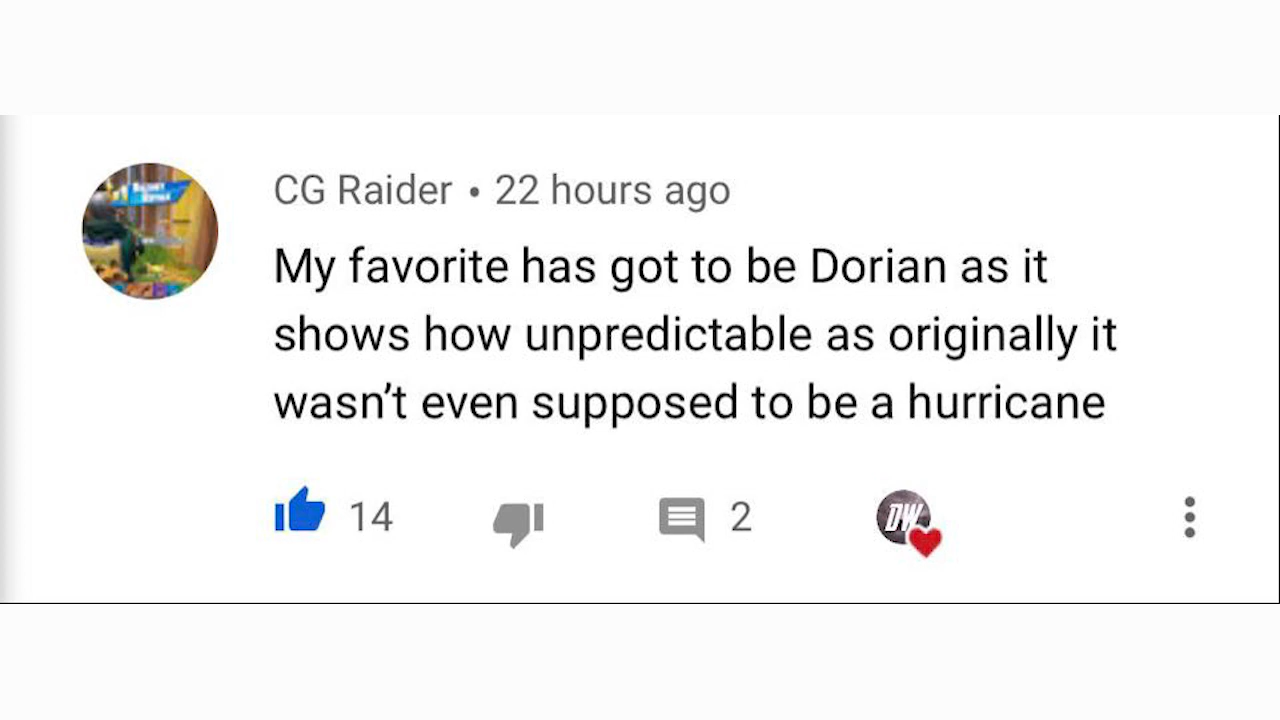 CG Raider • 22 hours ago
My favorite has got to be Dorian as it
shows how unpredictable as originally it
wasn’t even supposed to be a hurricane
14 2 DW